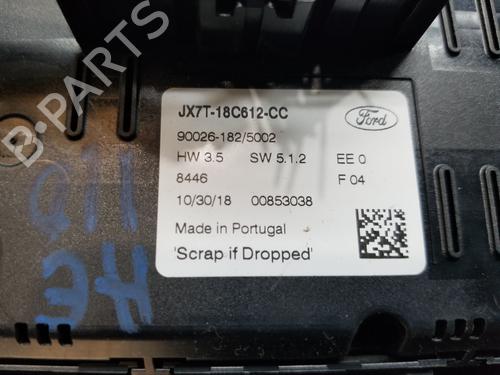 JX7T-18C612-CC
Ford
90026-182/5002
HW 3.5 SW 5.1.2 EE 0
8446 F 04
10/30/18 00853038
Made in Portugal
'Scrap if Dropped'
B-Parts